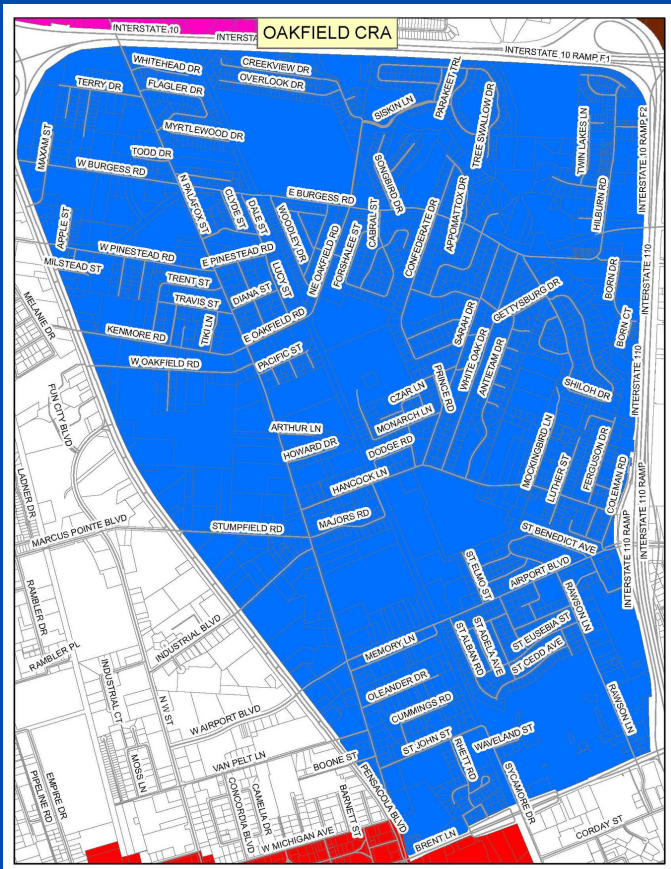 INTERSTATE 10
INTERSTA
OAKFIELD CRA
INTERSTATE 10 RAMP F1
WHITEHEAD DR
CREEKVIEW DR
OVERLOOK DR
TERRY DR
FLAGLER DR
PARAKEET TRL
SISKIN LN
TREE SWALLOW DR
TWIN LAKES LN
INTERSTATE 10 RAMP F2
MYRTLEWOOD DR
MAXAM ST
TODD DR
W BURGESS RD
N PALAFOX ST
CLYDE ST
DALE ST
E BURGESS RD
WOODLEY DR
SONGBIRD DR
CABRAL ST
CONFEDERATE DR
APPOMATTOX DR
HILBURN RD
APPLE ST
W PINESTEAD RD
E PINESTEAD RD
NE OAKFIELD RD
FORSHALEE ST
INTERSTATE 110
MILSTEAD ST
TRENT ST
LUCY ST
DIANA ST
TRAVIS ST
GETTYSBURG DR
BORN DR
MELANIE DR
KENMORE RD
TIKI LN
E OAKFIELD RD
SARAH DR
WHITE OAK DR
ANTIETAM DR
BORN CT
W OAKFIELD RD
PACIFIC ST
PRINCE RD
CZAR LN
SHILOH DR
INTERSTATE 110
FUN CITY BLVD
MONARCH LN
ARTHUR LN
HOWARD DR
DODGE RD
MOCKINGBIRD LN
LUTHER ST
FERGUSON DR
COLEMAN RD
LADNER DR
HANCOCK LN
MARCUS POINTE BLVD
STUMPFIELD RD
MAJORS RD
ST BENEDICT AVE
INTERSTATE 110 RAMP
INTERSTATE 110 RAMP
ST ELMO ST
AIRPORT BLVD
RAMBLER DR
RAMBLER PL
INDUSTRIAL BLVD
MEMORY LN
ST ADELA AVE
ST ALBAN RD
ST EUSEBIA ST
ST CEDD AVE
RAWSON LN
INDUSTRIAL CT
N W ST
OLEANDER DR
CUMMINGS RD
RAWSON LN
W AIRPORT BLVD
ST JOHN ST
RHETT RD
WAVELAND ST
VAN PELT LN
BOONE ST
MOSS LN
EMPIRE DR
PIPELINE RD
CONCORDIA BLVD
CAMELIA DR
BARNETT ST
PENSACOLA BLVD
SYCAMORE DR
W MICHIGAN AVE
BRENT LN
CORDAY ST